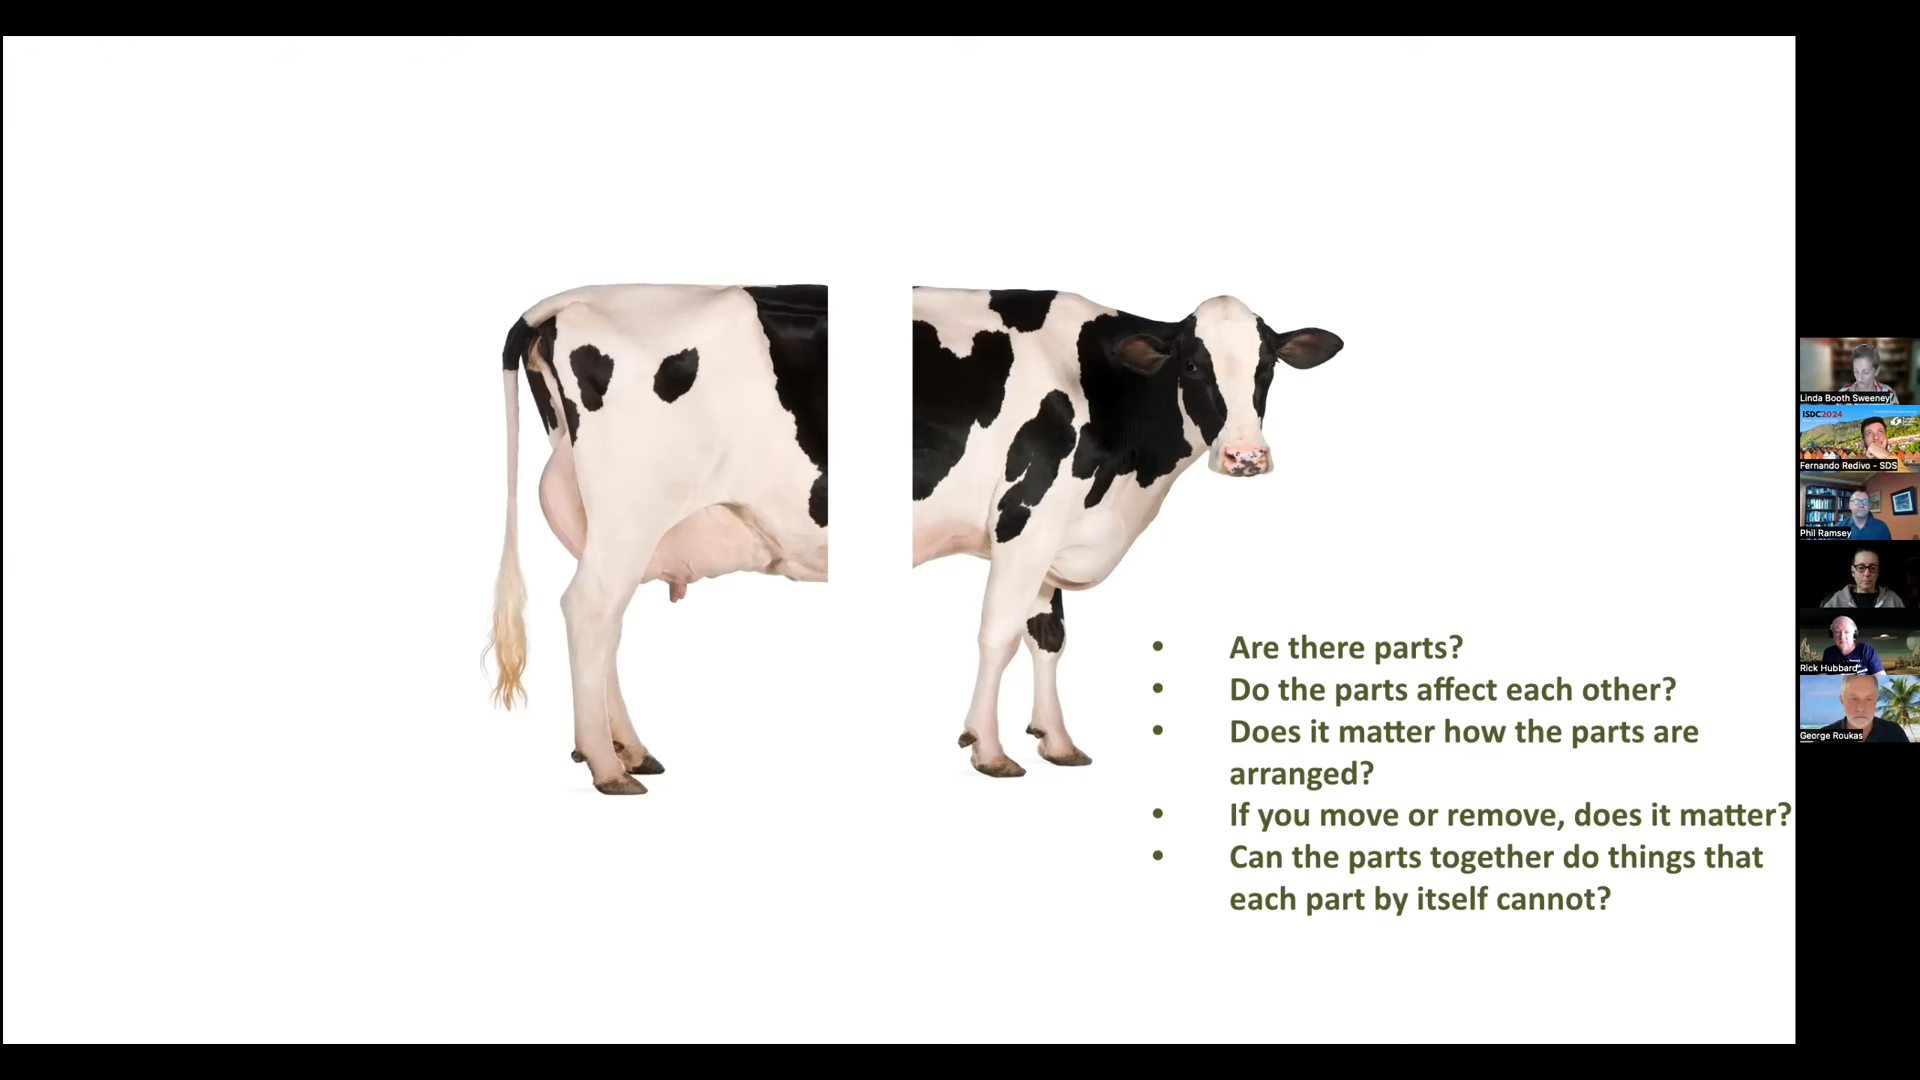 • Are there parts?
• Do the parts affect each other?
• Does it matter how the parts are
arranged?
• If you move or remove, does it matter?
• Can the parts together do things that
each part by itself cannot?
Linda Booth Sweeney
ISDC2024
Fernando Redivo - SDS
Phil Ramsey
Rick Hubbard
George Roukas